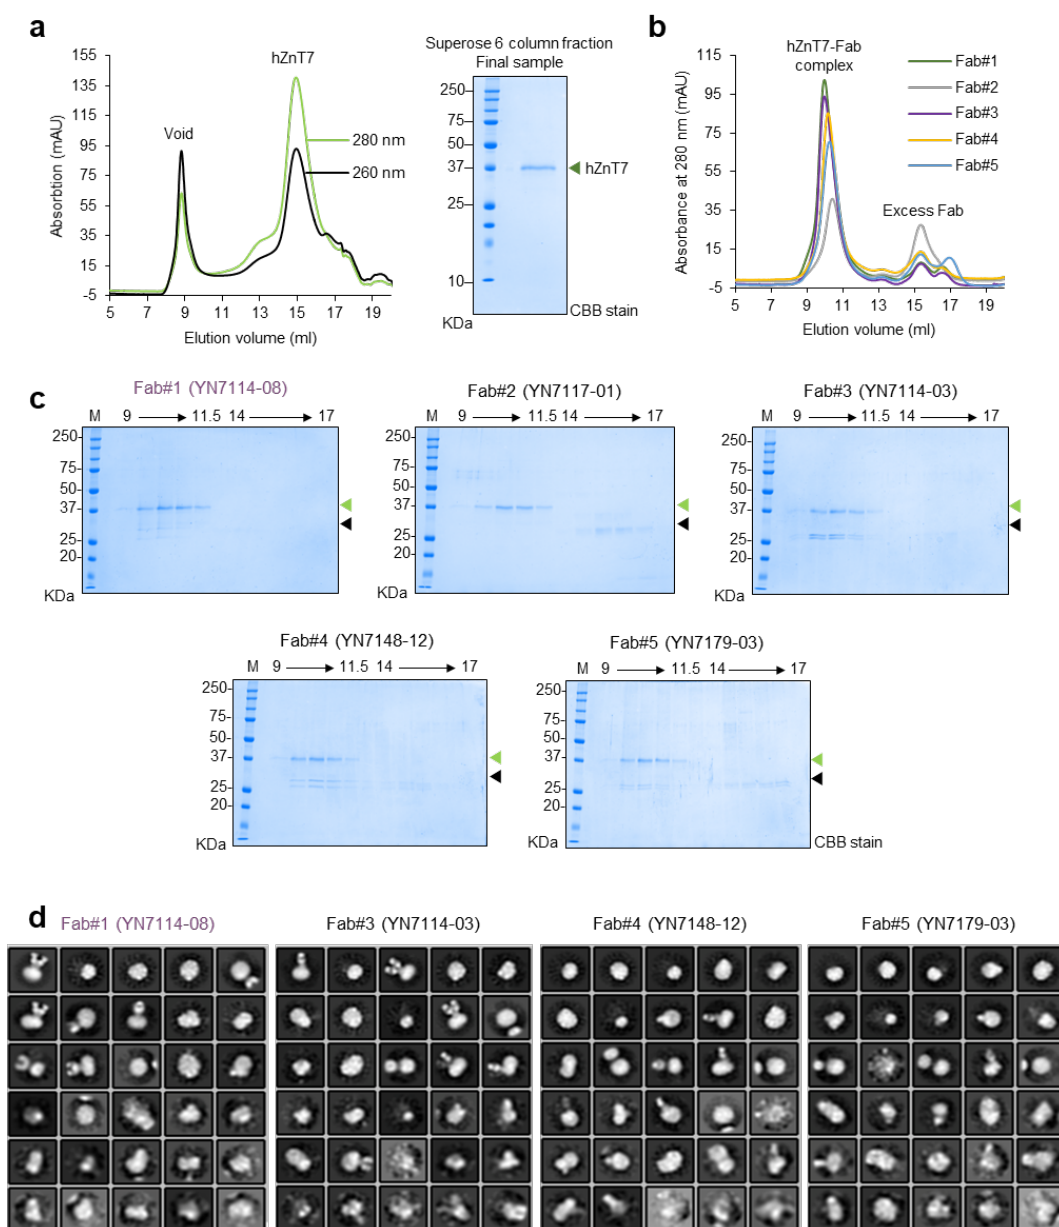 a
155
135
115
95
75
55
35
15
-5
Absorbtion (mAU)
Void
hZnT7
280 nm
260 nm
5 7 9 11 13 15 17 19
Elution volume (ml)
Superose 6 column fraction
Final sample
250
75
50
37
25
10
KDa
hZnT7
CBB stain
b
115
95
75
55
35
15
-5
Absorbance at 280 nm (mAU)
hZnT7-Fab
complex
Excess Fab
Fab#1
Fab#2
Fab#3
Fab#4
Fab#5
5 7 9 11 13 15 17 19
Elution volume (ml)
c
Fab#1 (YN7114-08)
M 9 11.5 14 17
250
75
50
37
25
20
KDa
Fab#2 (YN7117-01)
M 9 11.5 14 17
250
75
50
37
25
20
KDa
Fab#3 (YN7114-03)
M 9 11.5 14 17
250
75
50
37
25
20
KDa
Fab#4 (YN7148-12)
M 9 11.5 14 17
250
75
50
37
25
20
KDa
Fab#5 (YN7179-03)
M 9 11.5 14 17
250
75
50
37
25
20
KDa
CBB stain
d
Fab#1 (YN7114-08)
Fab#3 (YN7114-03)
Fab#4 (YN7148-12)
Fab#5 (YN7179-03)